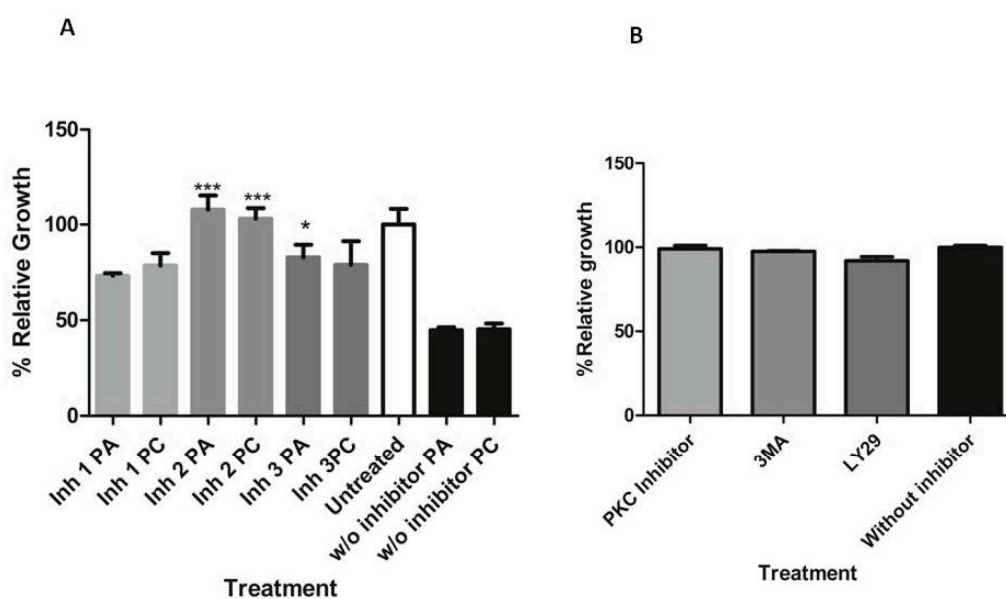 A
% Relative Growth
150
100
50
0
***
***
*
Inh 1 PA
Inh 1 PC
Inh 2 PA
Inh 2 PC
Inh 3 PA
Inh 3PC
Untreated
w/o inhibitor PA
w/o inhibitor PC
Treatment
B
%Relative growth
150
100
50
0
PKC Inhibitor
3MA
LY29
Without inhibitor
Treatment